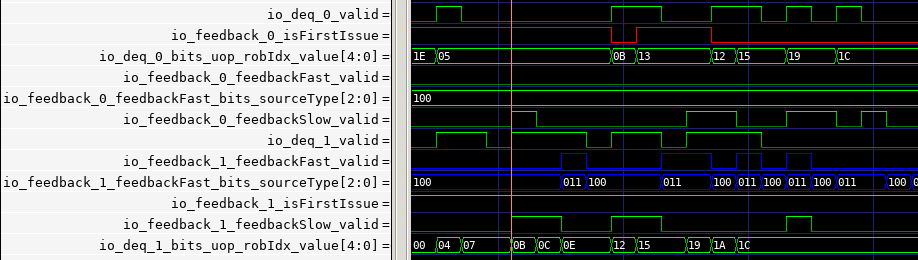 io_deq_0_valid =
io_feedback_0_isFirstIssue =
io_deq_0_bits_uop_robIdx_value[4:0] = 1E 05 0B 13 12 15 19 1C
io_feedback_0_feedbackFast_valid =
io_feedback_0_feedbackFast_bits_sourceType[2:0] = 100
io_feedback_0_feedbackSlow_valid =
io_deq_1_valid =
io_feedback_1_feedbackFast_valid =
io_feedback_1_feedbackFast_bits_sourceType[2:0] = 100 011 100 011 100 011 100 011 100 011 100 0
io_feedback_1_isFirstIssue =
io_feedback_1_feedbackSlow_valid =
io_deq_1_bits_uop_robIdx_value[4:0] = 00 04 07 0B 0C 0E 12 15 19 1A 1C